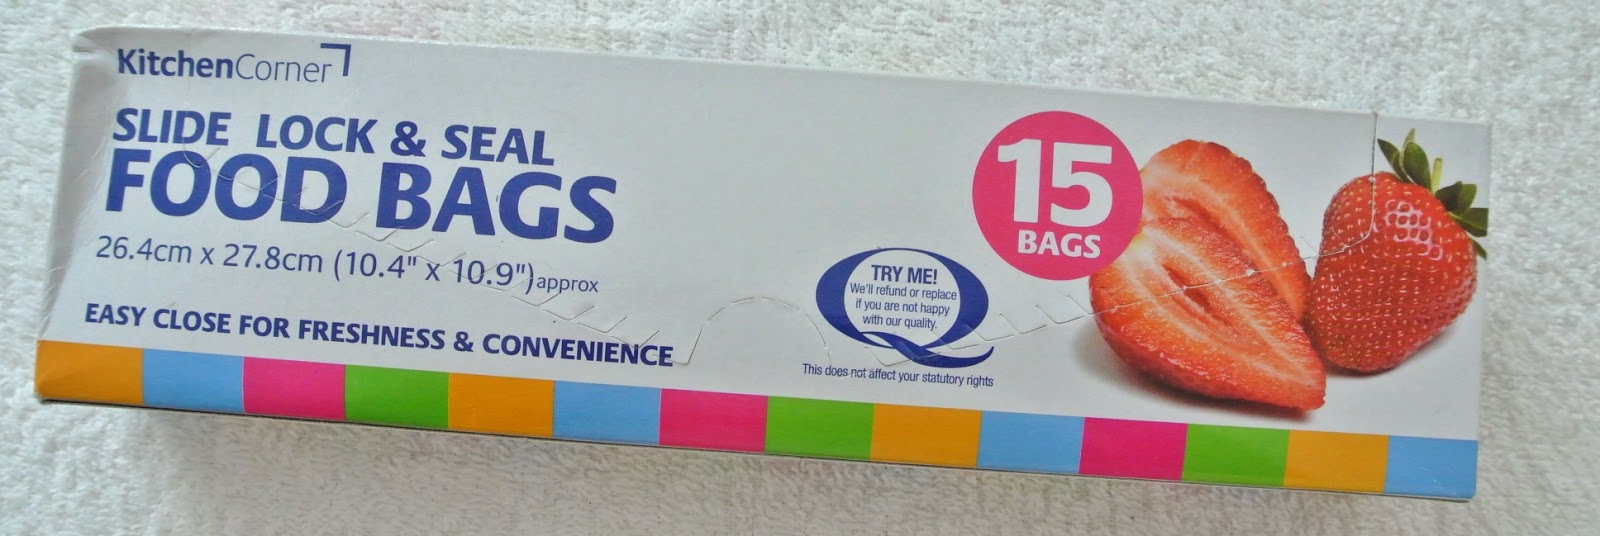 KitchenCorner
SLIDE LOCK & SEAL
FOOD BAGS
26.4cm x 27.8cm (10.4" x 10.9")approx
EASY CLOSE FOR FRESHNESS & CONVENIENCE
TRY ME!
We'll refund or replace
if you are not happy
with our quality.
This does not affect your statutory rights
15
BAGS